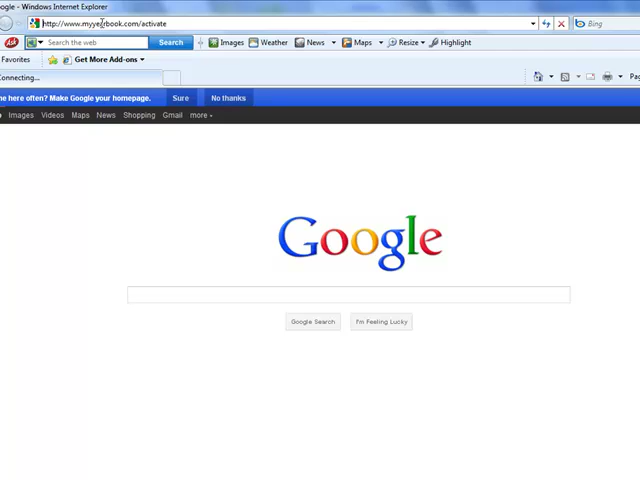 oogle - Windows Internet Explorer
http://www.myyearbook.com/activate
Bing
Ask Search the web Search Images Weather News Maps Resize Highlight
Favorites Get More Add-ons
Connecting...
Pag
me here often? Make Google your homepage. Sure No thanks
Images Videos Maps News Shopping Gmail more
Google
Google Search I'm Feeling Lucky